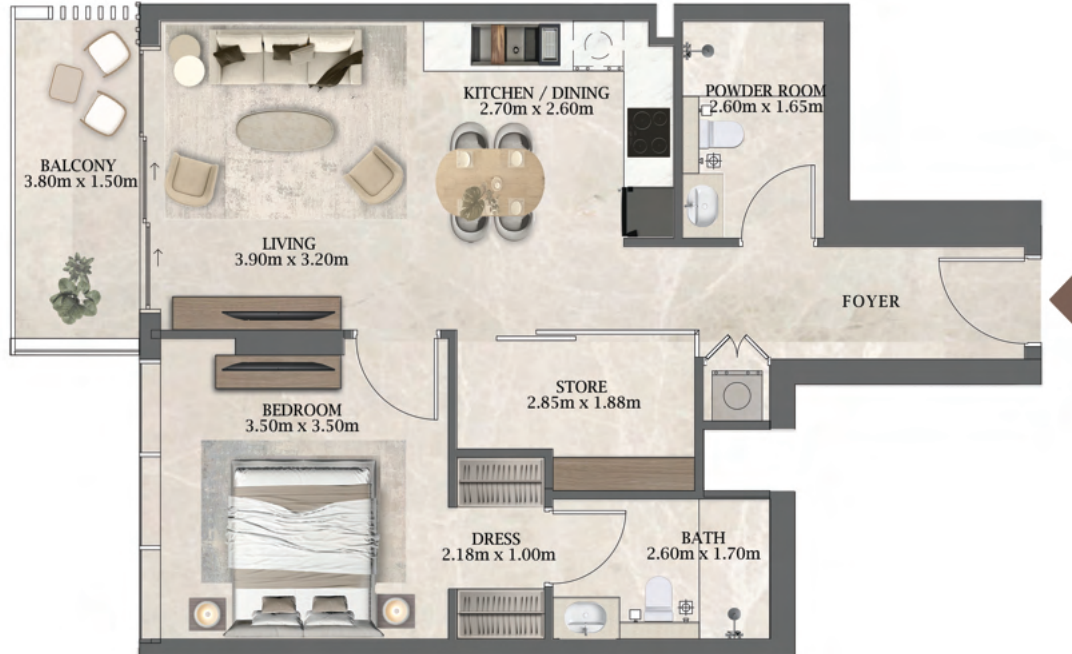 KITCHEN / DINING
2.70m x 2.60m
POWDER ROOM
2.60m x 1.65m
BALCONY
3.80m x 1.50m
LIVING
3.90m x 3.20m
FOYER
STORE
2.85m x 1.88m
BEDROOM
3.50m x 3.50m
DRESS
2.18m x 1.00m
BATH
2.60m x 1.70m